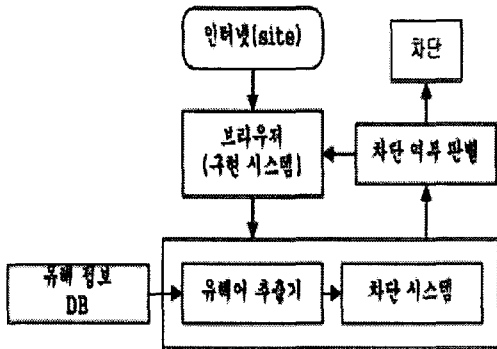 인터넷(site)
차단
브라우저
(구현 시스템)
차단 여부 판별
유해 정보
DB
유해어 추출기
차단 시스템